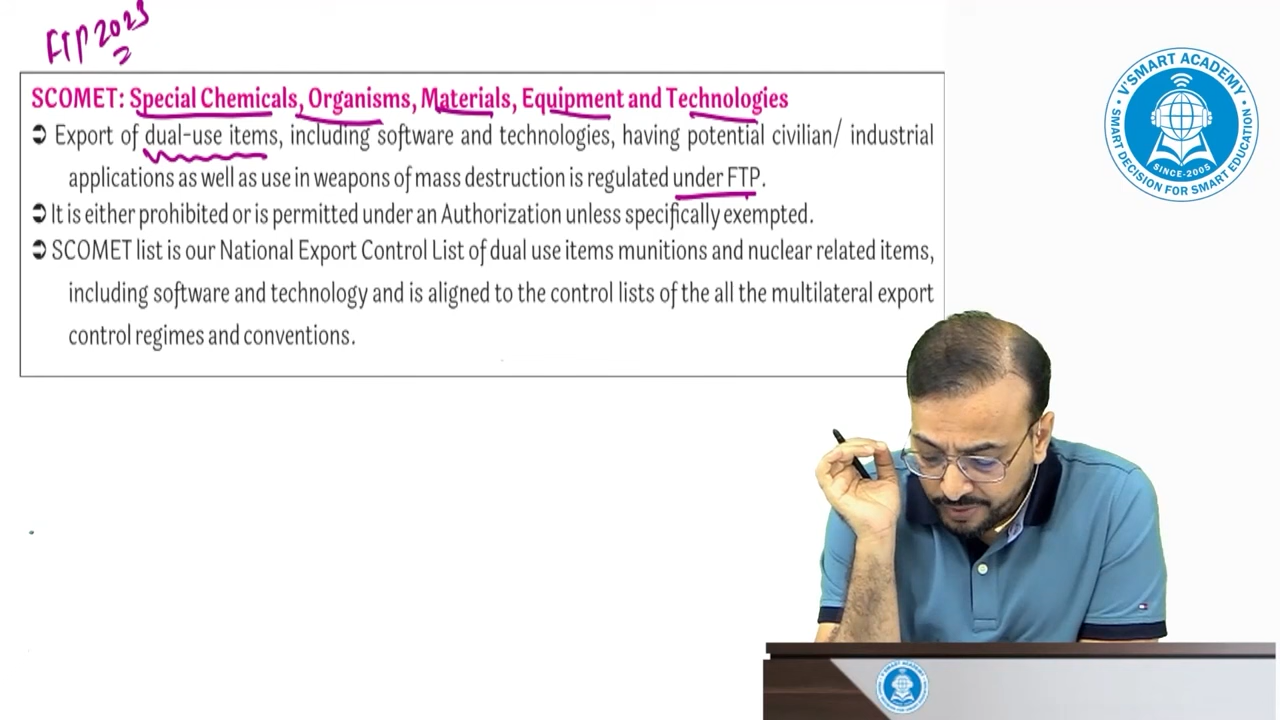 FTP 2023
SCOMET: Special Chemicals, Organisms, Materials, Equipment and Technologies
➲ Export of dual-use items, including software and technologies, having potential civilian/ industrial
applications as well as use in weapons of mass destruction is regulated under FTP.
➲ It is either prohibited or is permitted under an Authorization unless specifically exempted.
➲ SCOMET list is our National Export Control List of dual use items munitions and nuclear related items,
including software and technology and is aligned to the control lists of the all the multilateral export
control regimes and conventions.
V'SMART ACADEMY
SINCE-2005
SMART DECISION FOR SMART EDUCATION